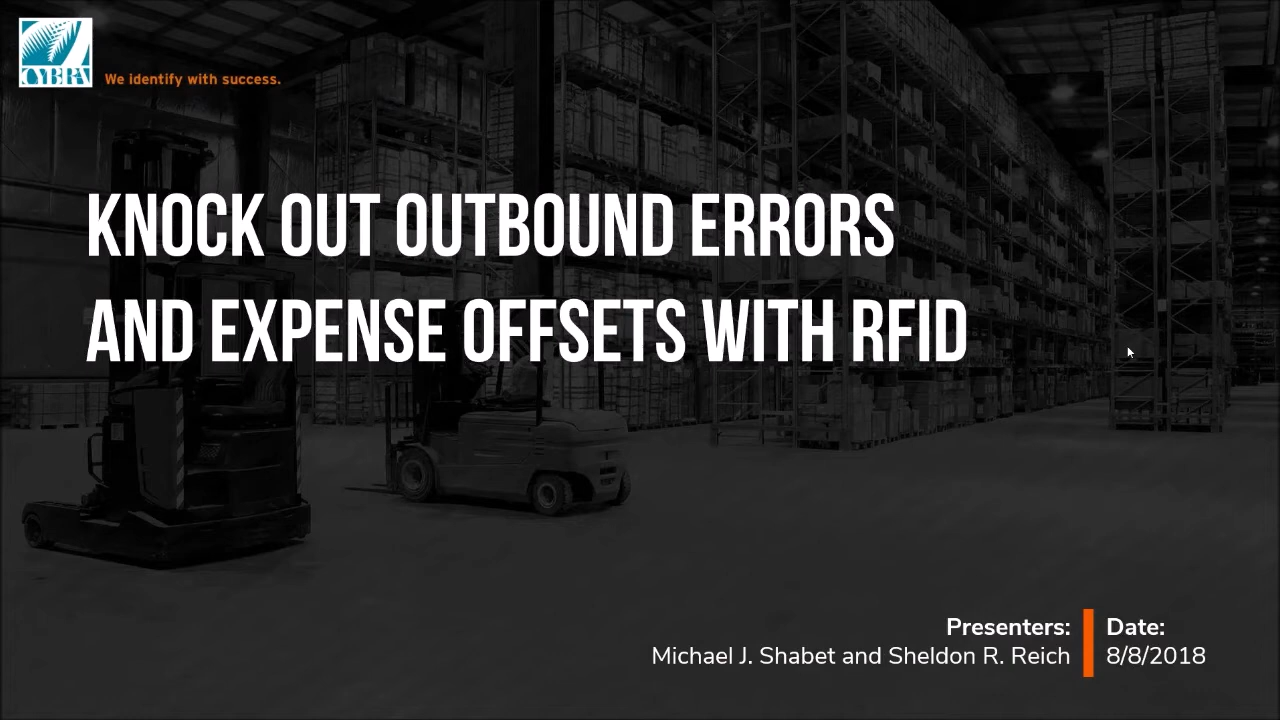 CYBRA
We identify with success.
KNOCK OUT OUTBOUND ERRORS
AND EXPENSE OFFSETS WITH RFID
Presenters:
Michael J. Shabet and Sheldon R. Reich
Date:
8/8/2018